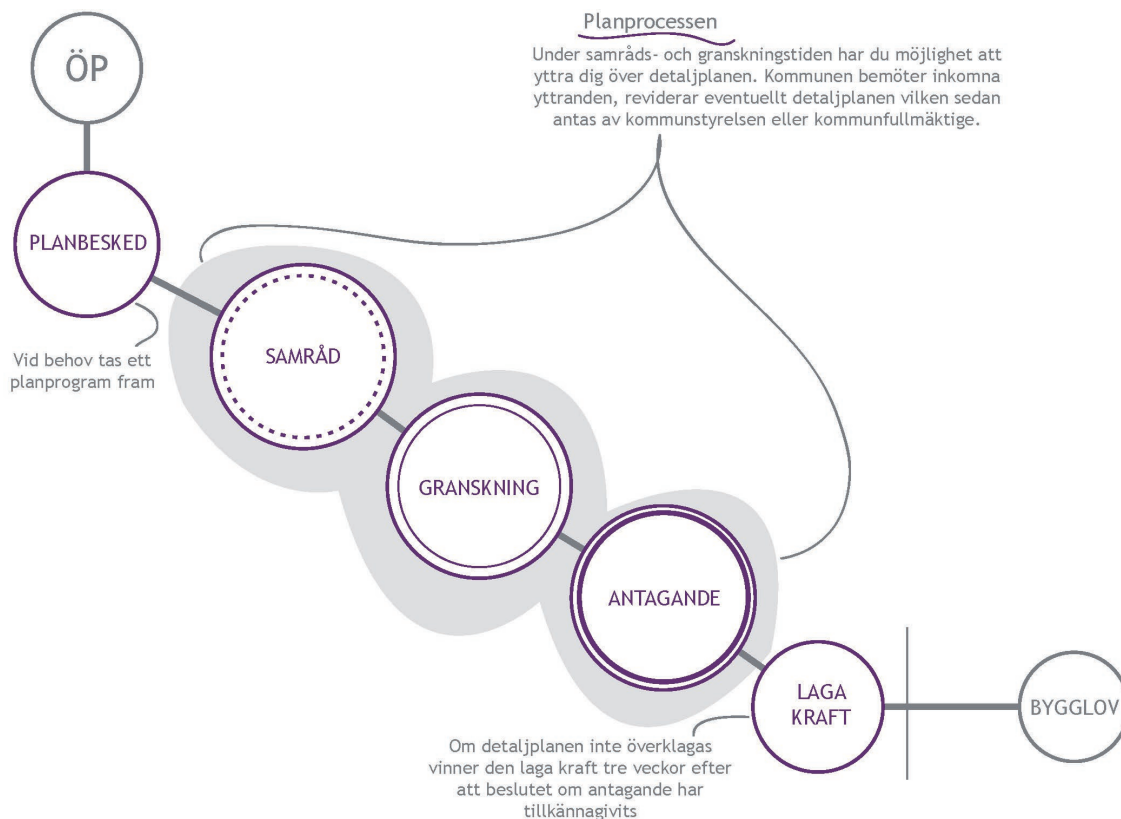 ÖP
Planprocessen
Under samråds- och granskningstiden har du möjlighet att
yttra dig över detaljplanen. Kommunen bemöter inkomna
yttranden, reviderar eventuellt detaljplanen vilken sedan
antas av kommunstyrelsen eller kommunfullmäktige.
PLANBESKED
Vid behov tas ett
planprogram fram
SAMRÅD
GRANSKNING
ANTAGANDE
LAGA
KRAFT
BYGGLOV
Om detaljplanen inte överklagas
vinner den laga kraft tre veckor efter
att beslutet om antagande har
tillkännagivits